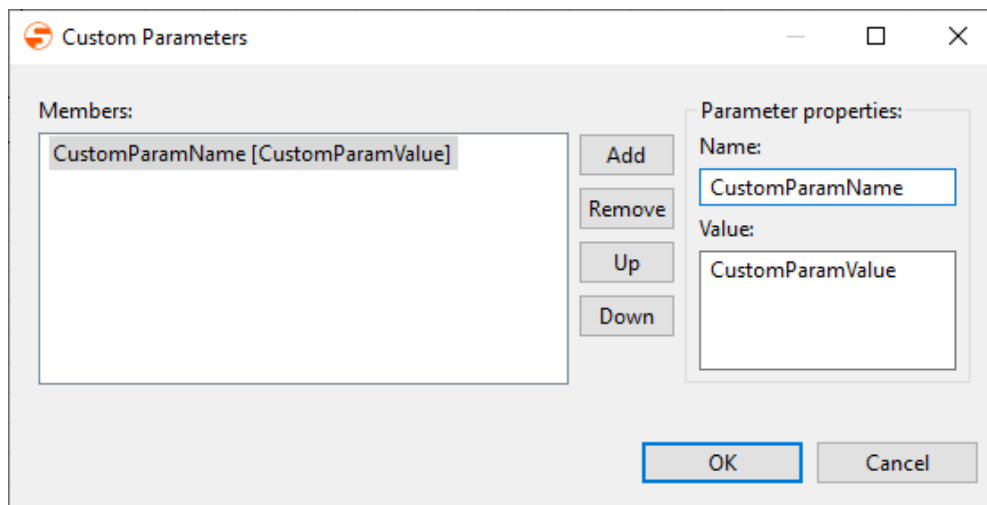 Custom Parameters
Members:
CustomParamName [CustomParamValue]
Add
Remove
Up
Down
Parameter properties:
Name:
CustomParamName
Value:
CustomParamValue
OK
Cancel